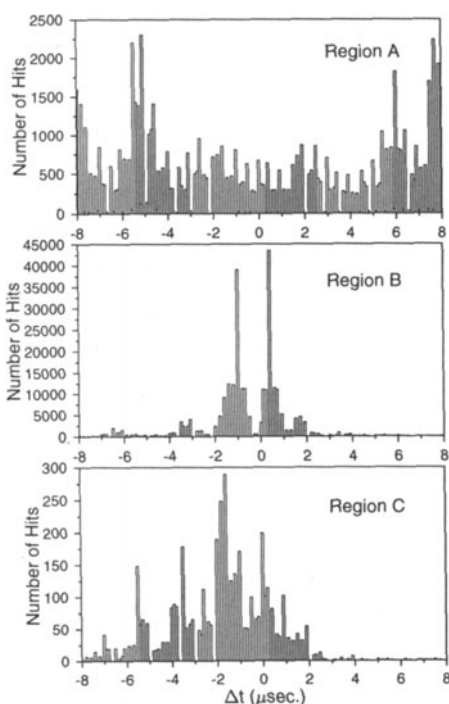 2500
2000
1500
1000
500
0
Number of Hits
Region A
-8 -6 -4 -2 0 2 4 6 8
45000
40000
35000
30000
25000
20000
15000
10000
5000
0
Number of Hits
Region B
-8 -6 -4 -2 0 2 4 6 8
300
250
200
150
100
50
0
Number of Hits
Region C
-8 -6 -4 -2 0 2 4 6 8
Δt (μsec.)